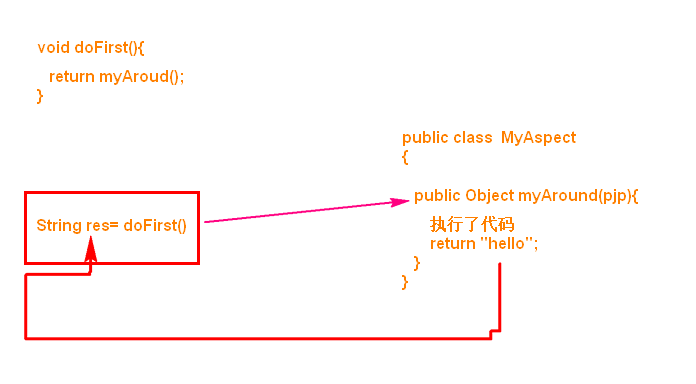 void doFirst(){
return myAroud();
}
public class MyAspect
{
public Object myAround(pjp){
String res= doFirst()
执行了代码
return "hello";
}
}